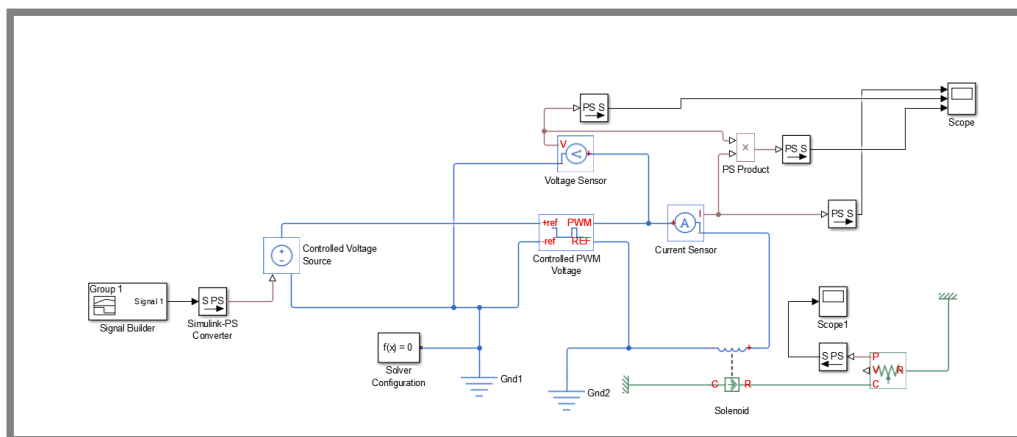 PS S
Scope
V
+
×
PS S
PS Product
Voltage Sensor
PS S
+ref PWM
-ref REF
+
A
I
Controlled PWM
Voltage
Current Sensor
Controlled Voltage
Source
+
-
Group 1
Signal 1
Signal Builder
S PS
Simulink-PS
Converter
f(x) = 0
Solver
Configuration
Gnd1
Gnd2
+
C
R
Solenoid
Scope1
S PS
P
V
R
C